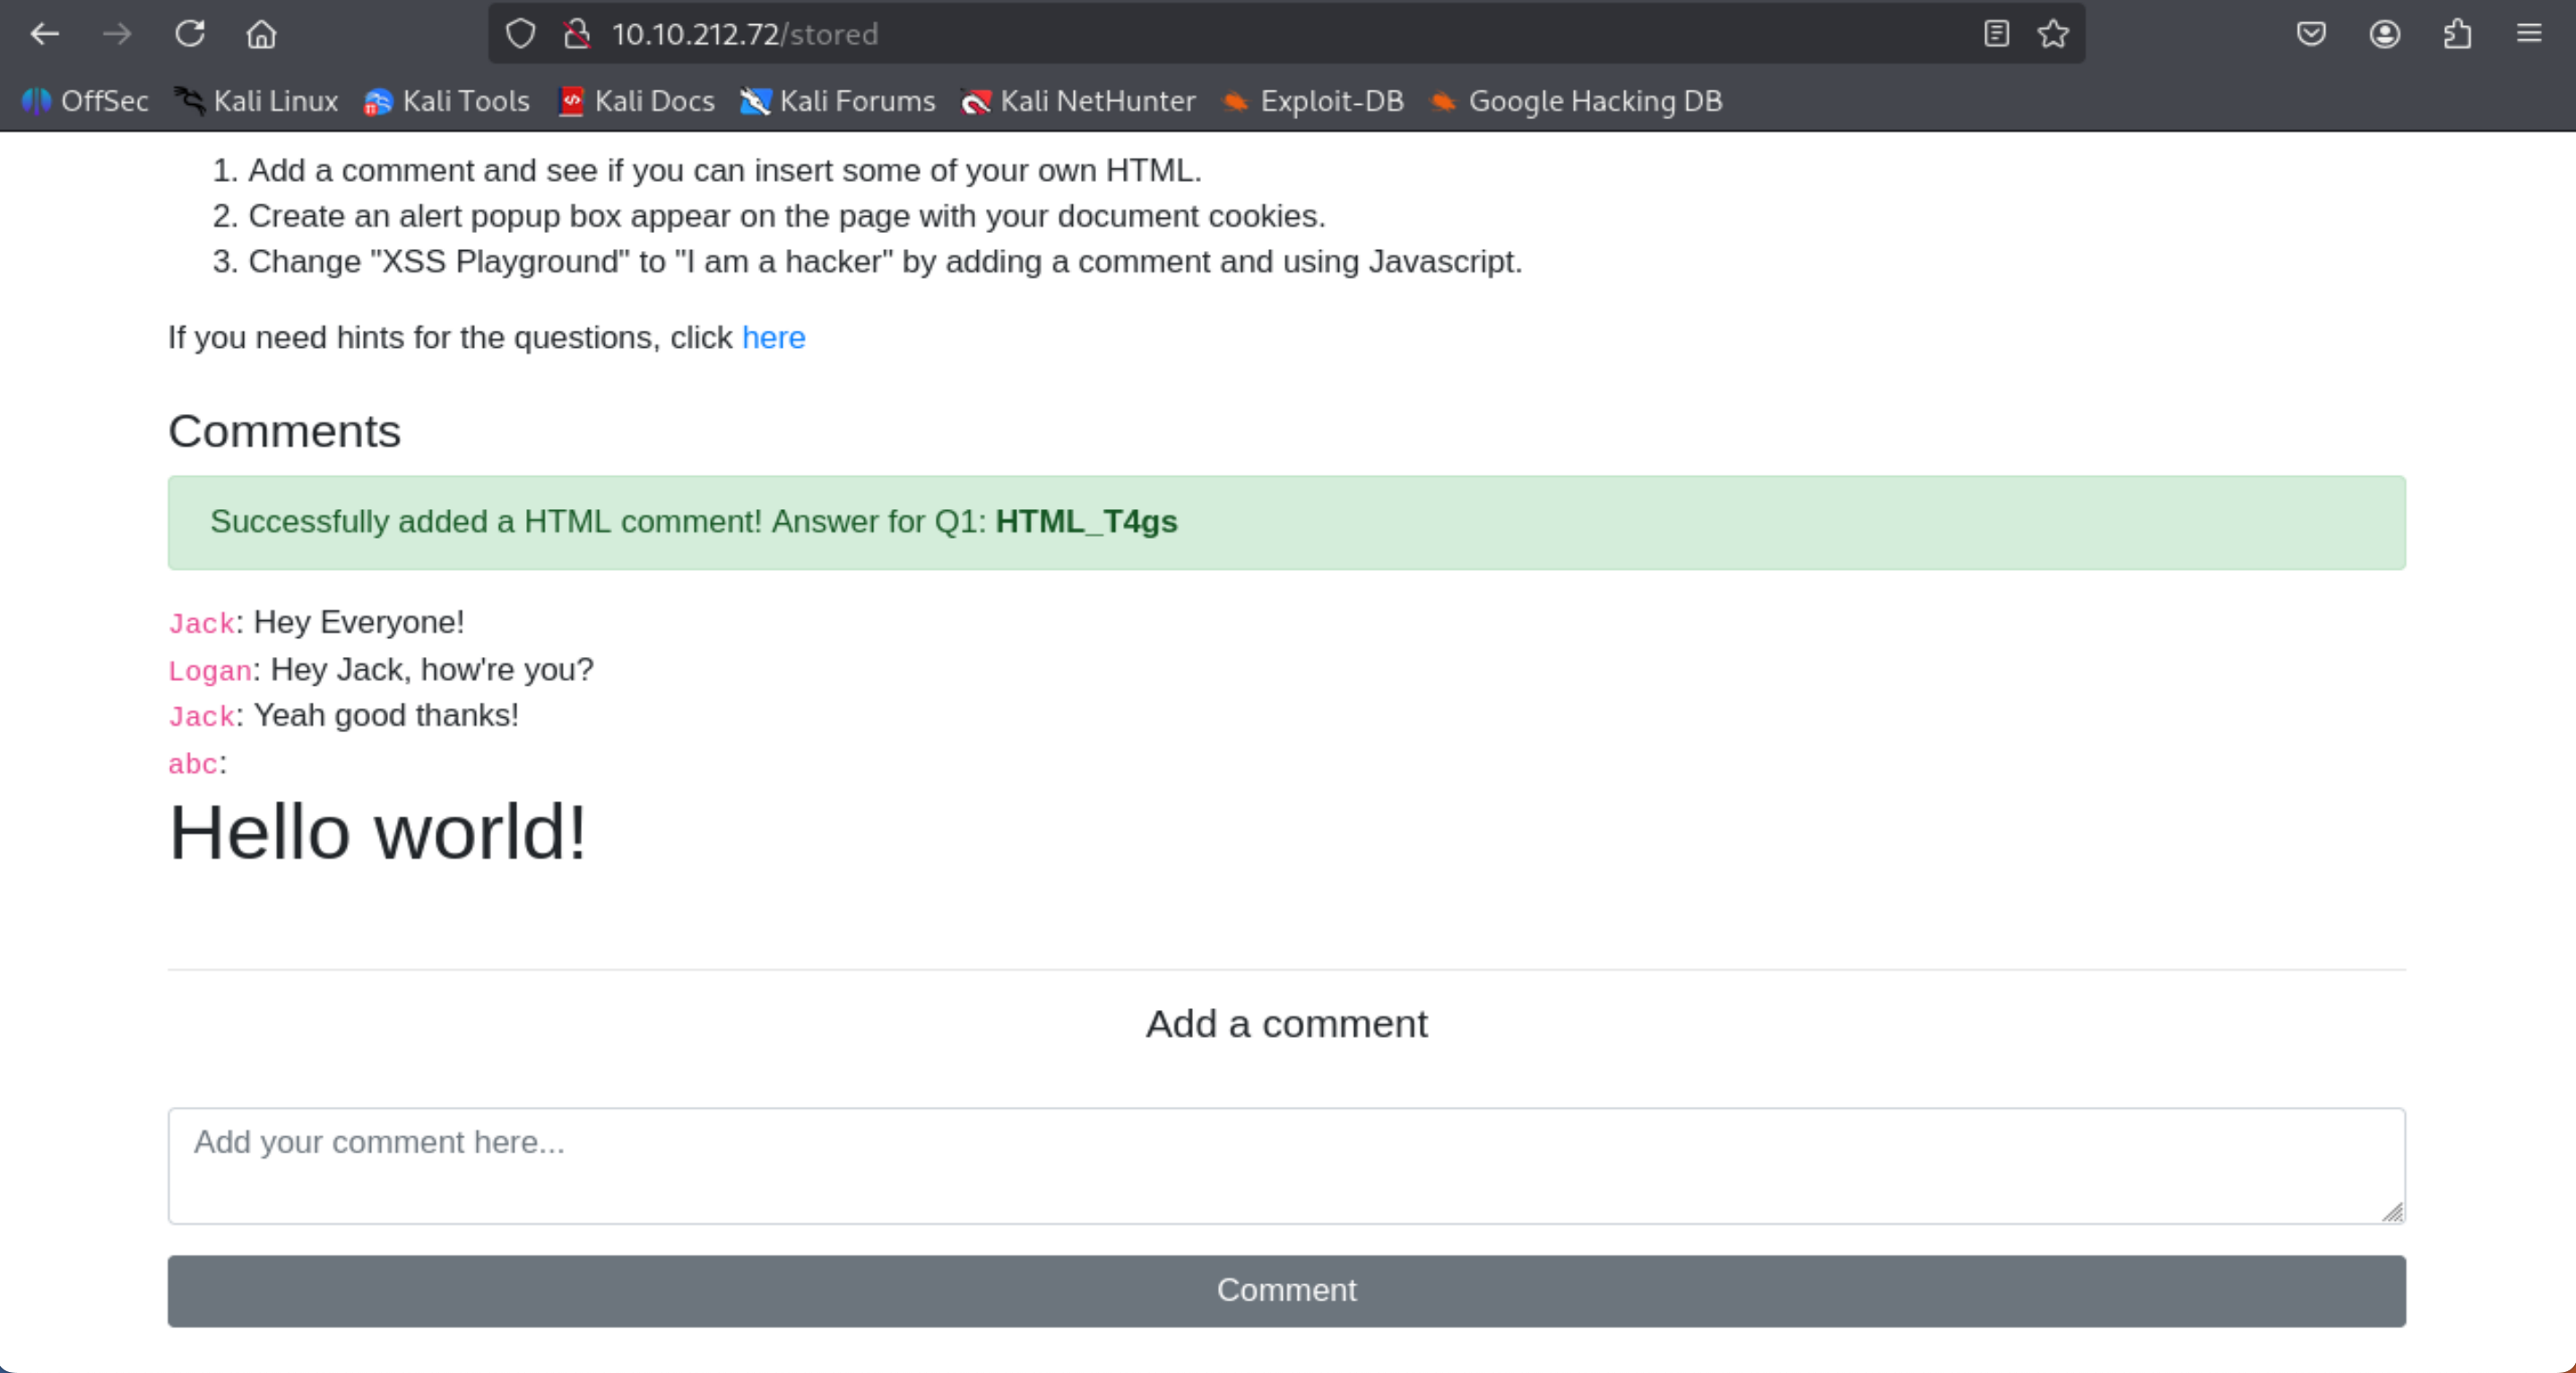 10.10.212.72/stored
OffSec Kali Linux Kali Tools Kali Docs Kali Forums Kali NetHunter Exploit-DB Google Hacking DB
1. Add a comment and see if you can insert some of your own HTML.
2. Create an alert popup box appear on the page with your document cookies.
3. Change "XSS Playground" to "I am a hacker" by adding a comment and using Javascript.
If you need hints for the questions, click here
Comments
Successfully added a HTML comment! Answer for Q1: HTML_T4gs
Jack: Hey Everyone!
Logan: Hey Jack, how're you?
Jack: Yeah good thanks!
abc:
Hello world!
Add a comment
Add your comment here...
Comment